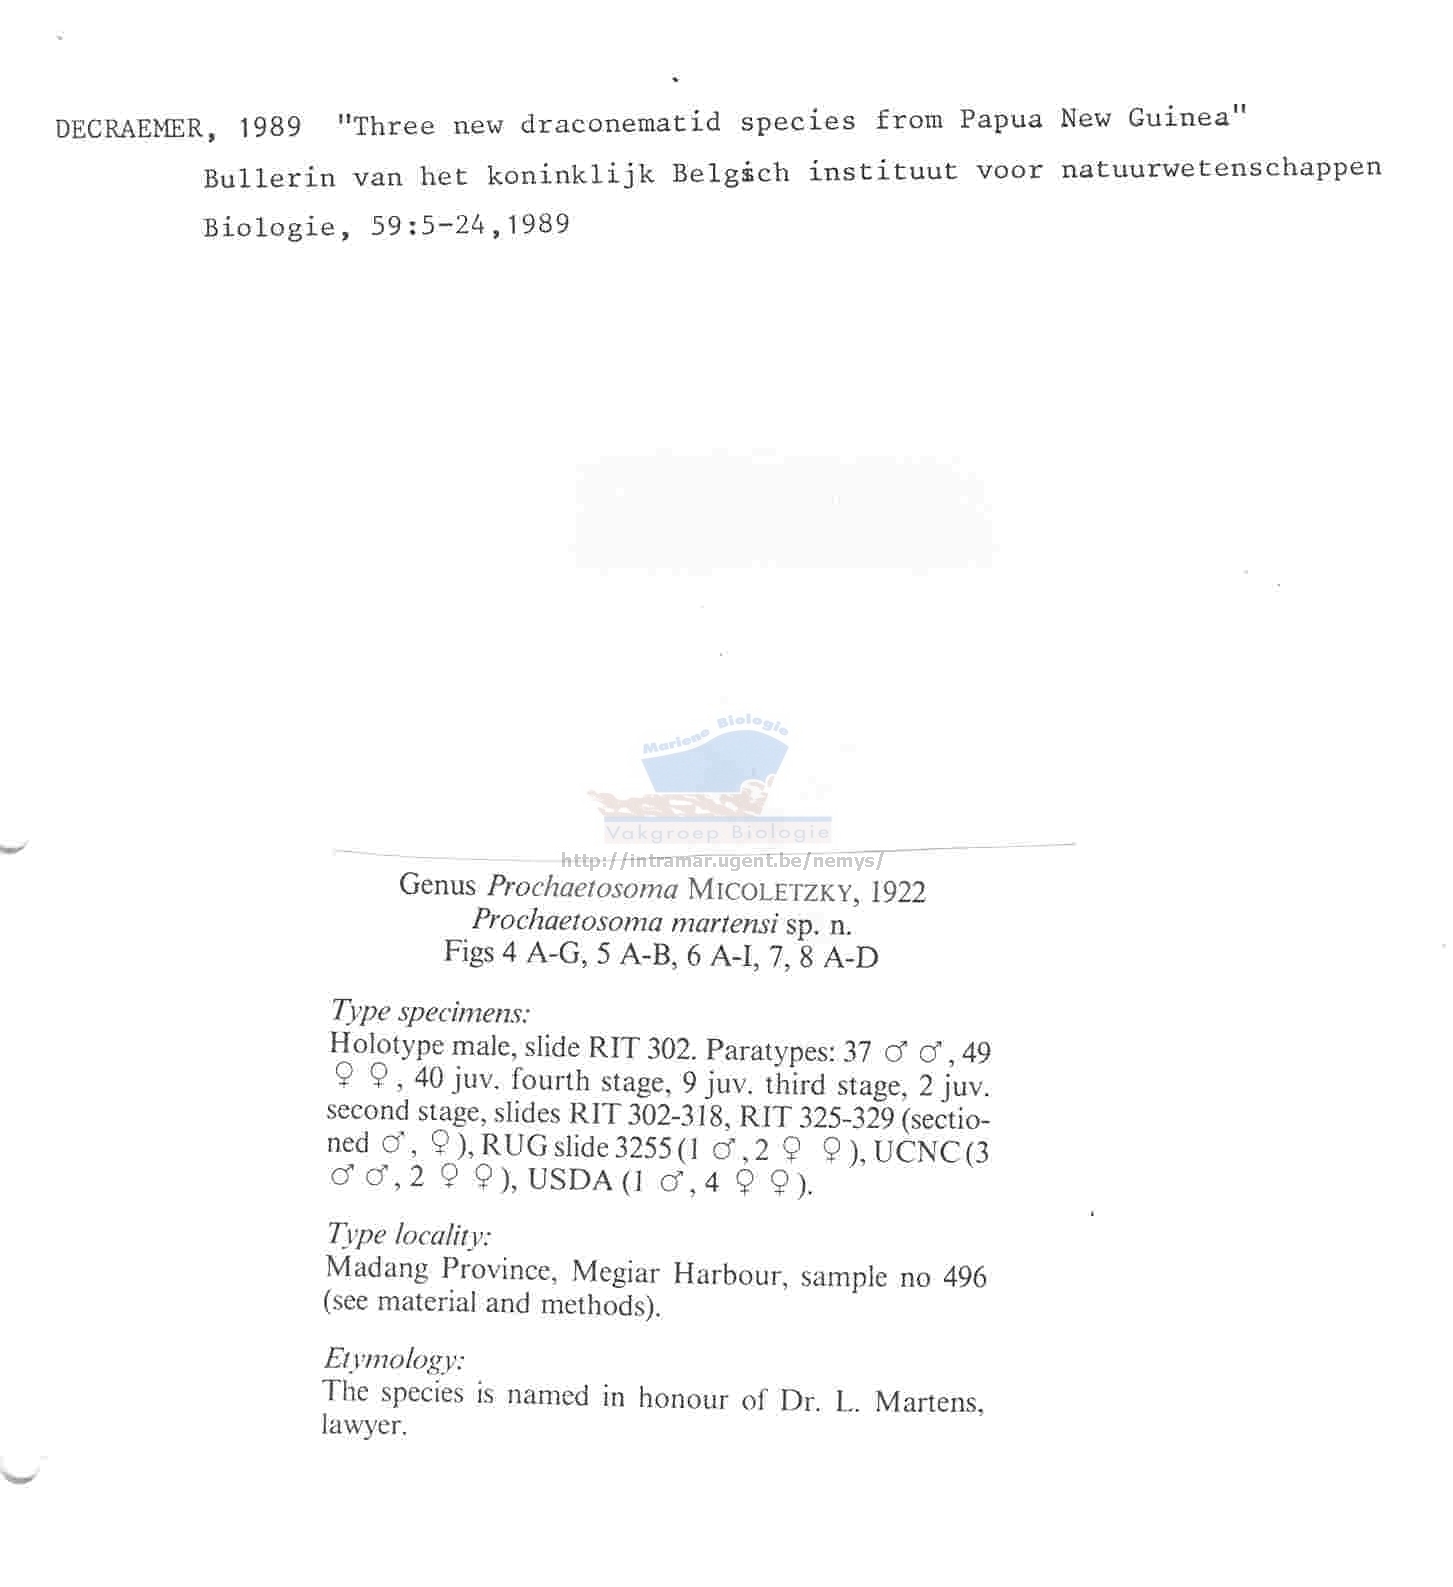 DECRAEMER, 1989 "Three new draconematid species from Papua New Guinea"
Bullerin van het koninklijk Belgsich instituut voor natuurwetenschappen
Biologie, 59:5-24,1989
Mariene Biologie
Vakgroep Biologie
http://intramar.ugent.be/nemys/
Genus Prochaetosoma MICOLETZKY, 1922
Prochaetosoma martensi sp. n.
Figs 4 A-G, 5 A-B, 6 A-I, 7, 8 A-D
Type specimens:
Holotype male, slide RIT 302. Paratypes: 37 ♂ ♂, 49
♀ ♀, 40 juv. fourth stage, 9 juv. third stage, 2 juv.
second stage, slides RIT 302-318, RIT 325-329 (sectio-
ned ♂, ♀), RUG slide 3255 (1 ♂, 2 ♀ ♀), UCNC (3
♂ ♂, 2 ♀ ♀), USDA (1 ♂, 4 ♀ ♀).
Type locality:
Madang Province, Megiar Harbour, sample no 496
(see material and methods).
Etymology:
The species is named in honour of Dr. L. Martens,
lawyer.